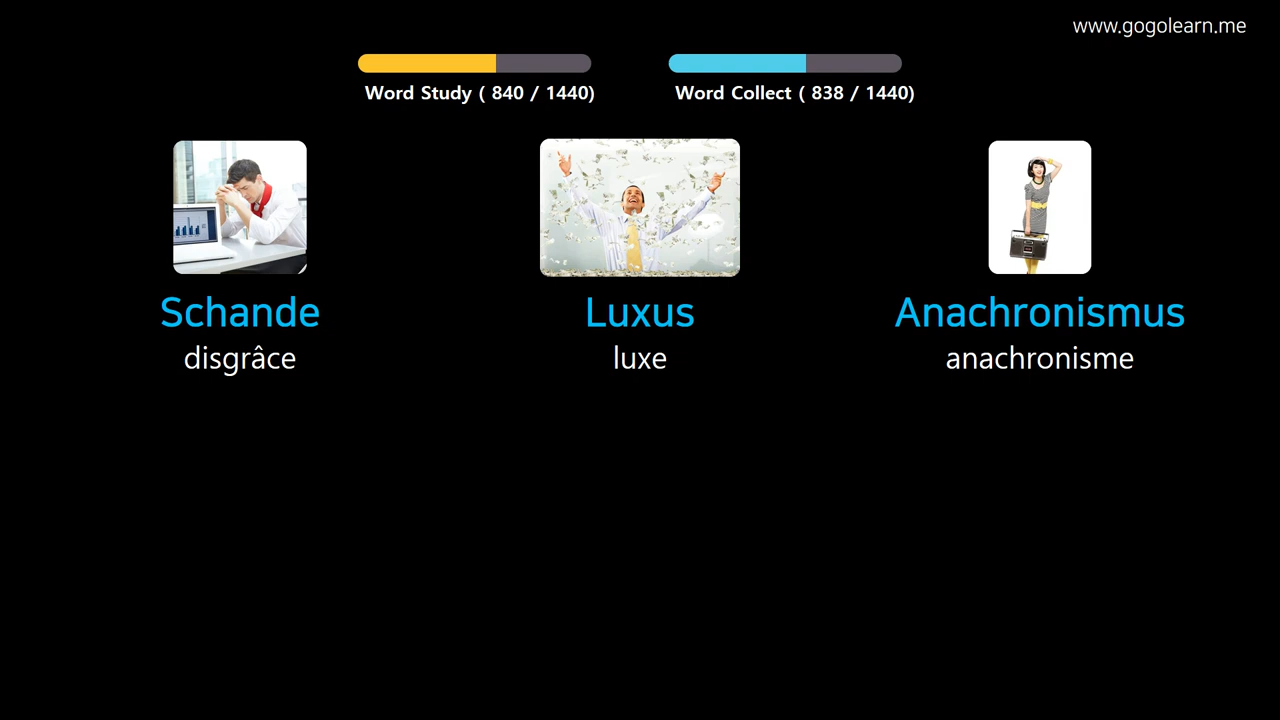 www.gogolearn.me
Word Study ( 840 / 1440)
Word Collect ( 838 / 1440)
Schande
disgrâce
Luxus
luxe
Anachronismus
anachronisme